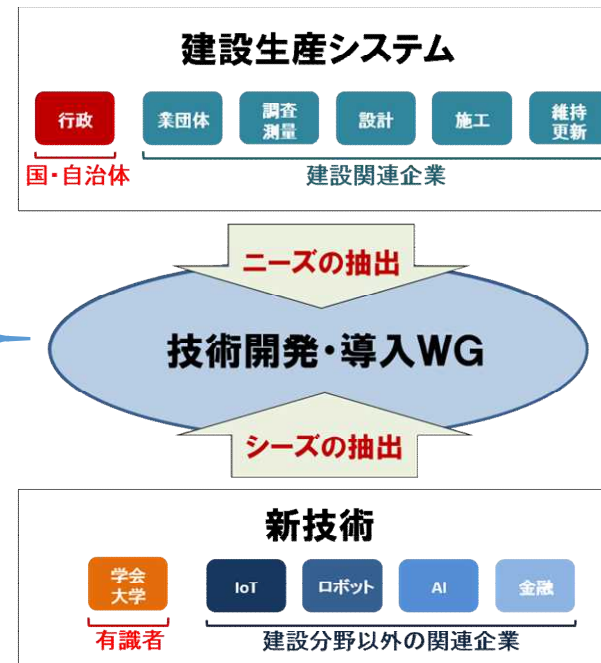 建設生産システム
行政
業団体
調査
測量
設計
施工
維持
更新
国・自治体
建設関連企業
ニーズの抽出
技術開発・導入WG
シーズの抽出
新技術
学会
大学
IoT
ロボット
AI
金融
有識者
建設分野以外の関連企業